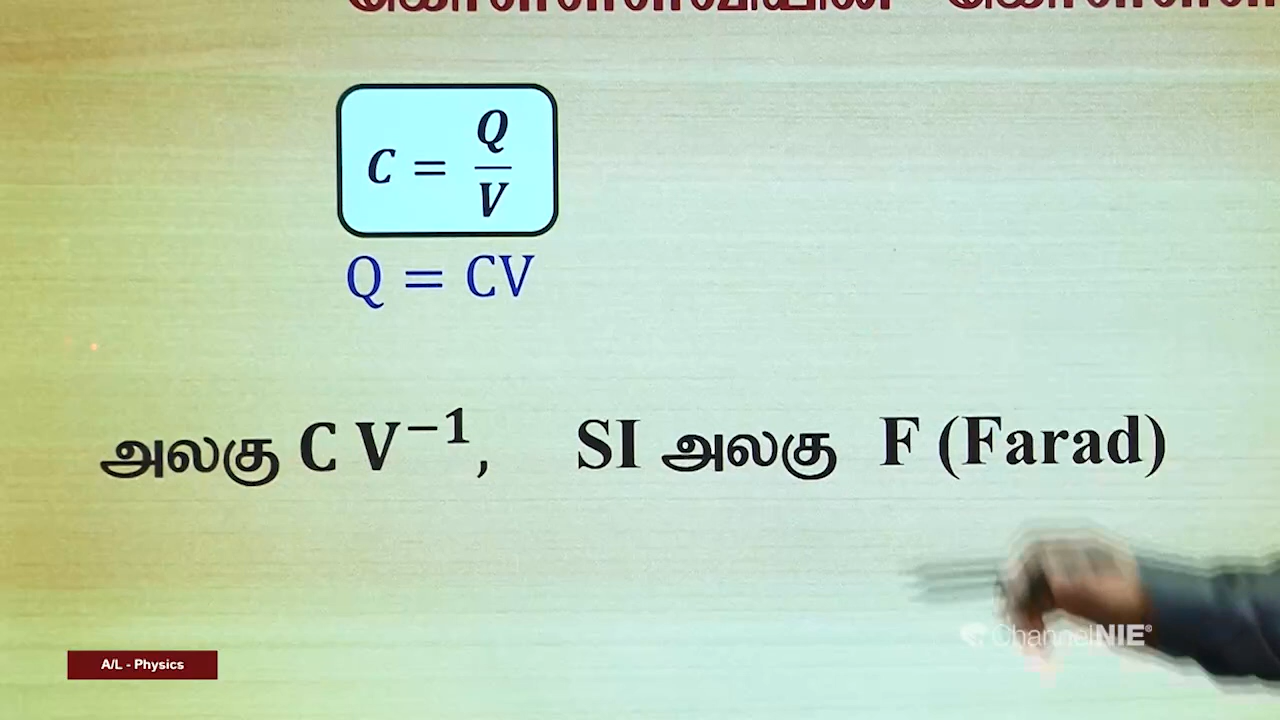 C = Q/V
Q = CV
அலகு C V⁻¹, SI அலகு F (Farad)
ChannelNIE®
A/L - Physics